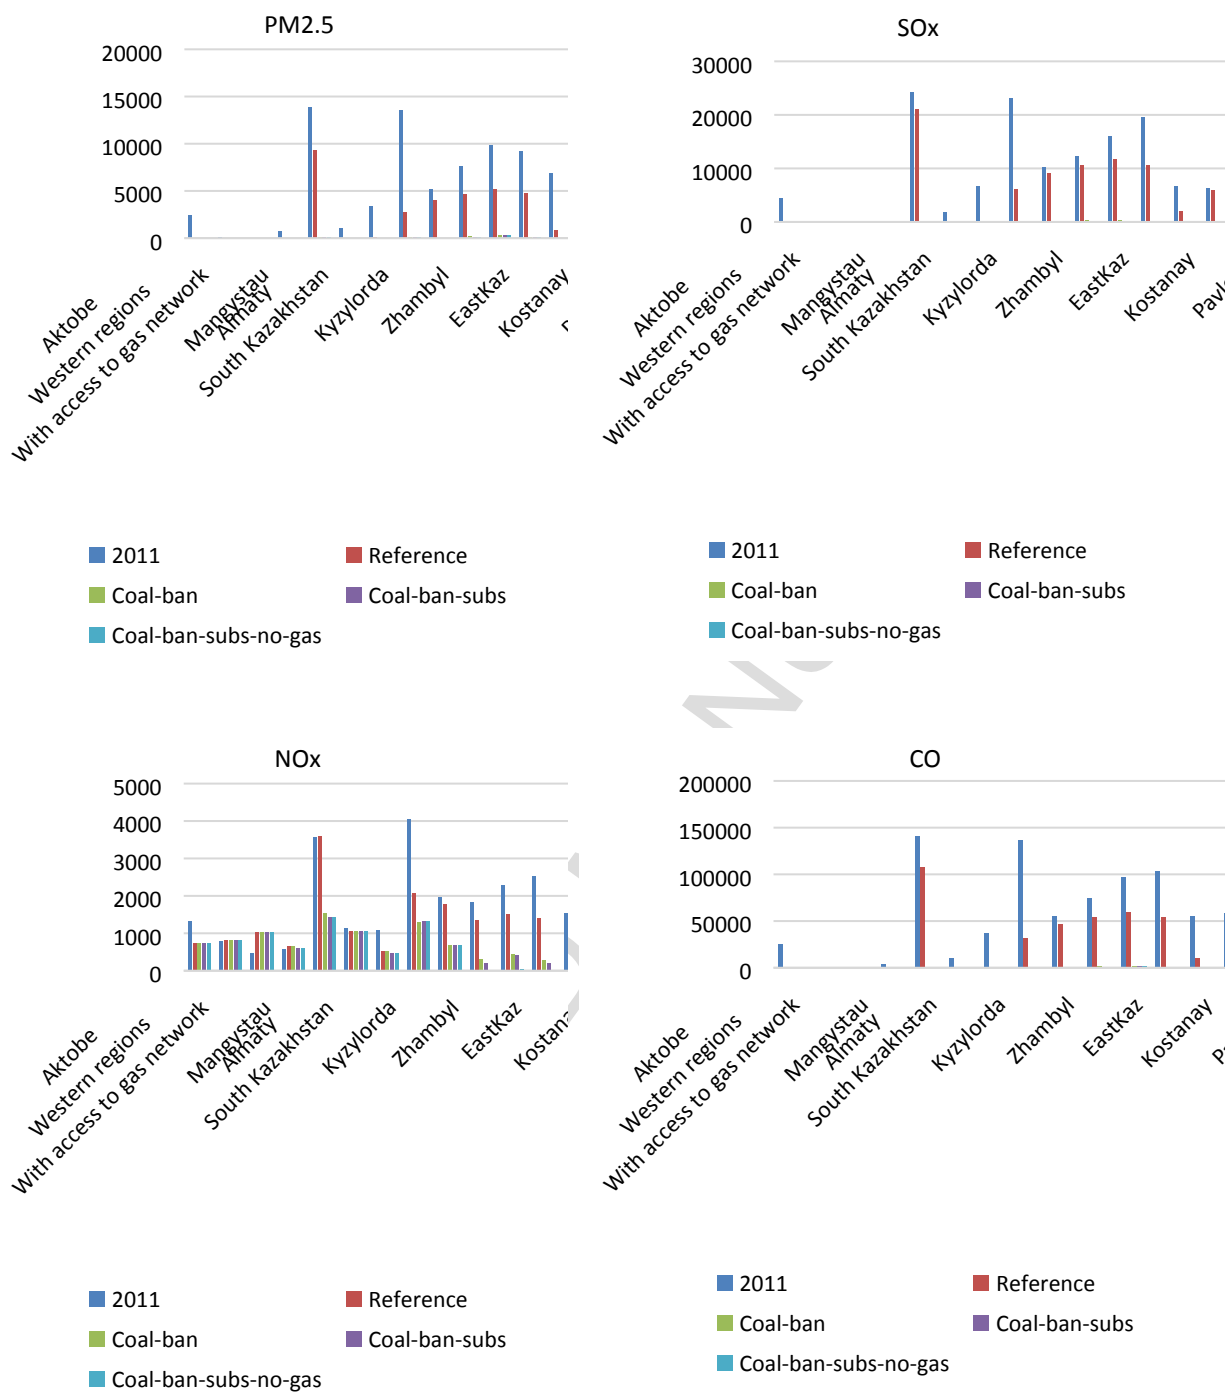 PM2.5
20000
15000
10000
5000
0
Aktobe
Western regions
With access to gas network
Mangystau
Almaty
South Kazakhstan
Kyzylorda
Zhambyl
EastKaz
Kostanay
2011
Reference
Coal-ban
Coal-ban-subs
Coal-ban-subs-no-gas
SOx
30000
20000
10000
0
Aktobe
Western regions
With access to gas network
Mangystau
Almaty
South Kazakhstan
Kyzylorda
Zhambyl
EastKaz
Kostanay
Pavl
2011
Reference
Coal-ban
Coal-ban-subs
Coal-ban-subs-no-gas
NOx
5000
4000
3000
2000
1000
0
Aktobe
Western regions
With access to gas network
Mangystau
Almaty
South Kazakhstan
Kyzylorda
Zhambyl
EastKaz
Kostana
2011
Reference
Coal-ban
Coal-ban-subs
Coal-ban-subs-no-gas
CO
200000
150000
100000
50000
0
Aktobe
Western regions
With access to gas network
Mangystau
Almaty
South Kazakhstan
Kyzylorda
Zhambyl
EastKaz
Kostanay
Pa
2011
Reference
Coal-ban
Coal-ban-subs
Coal-ban-subs-no-gas